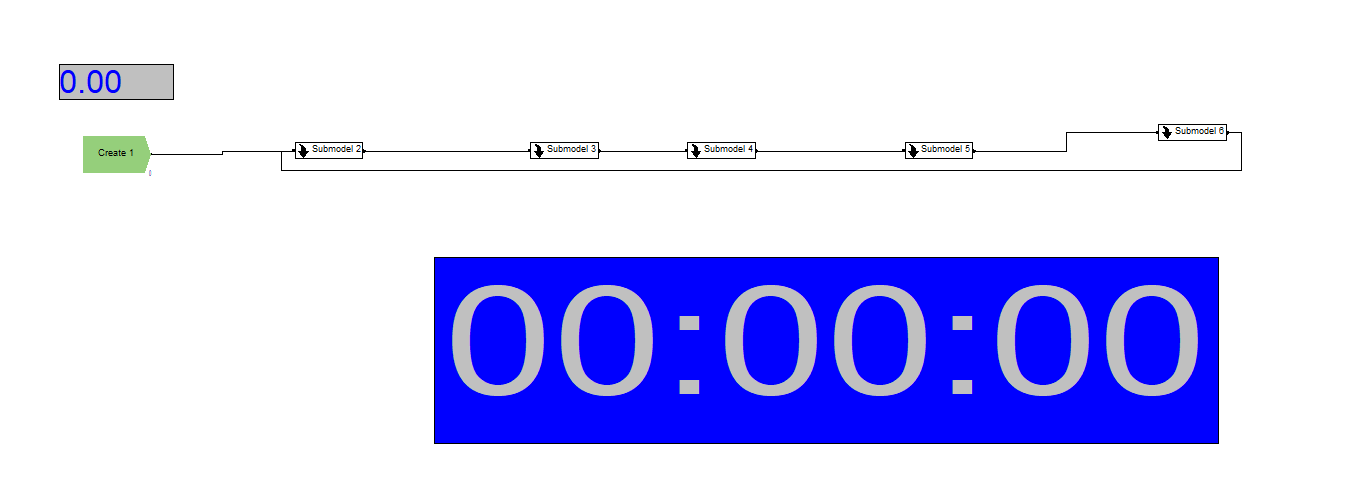 0.00
Submodel 6
Create 1
Submodel 2
Submodel 3
Submodel 4
Submodel 5
00:00:00